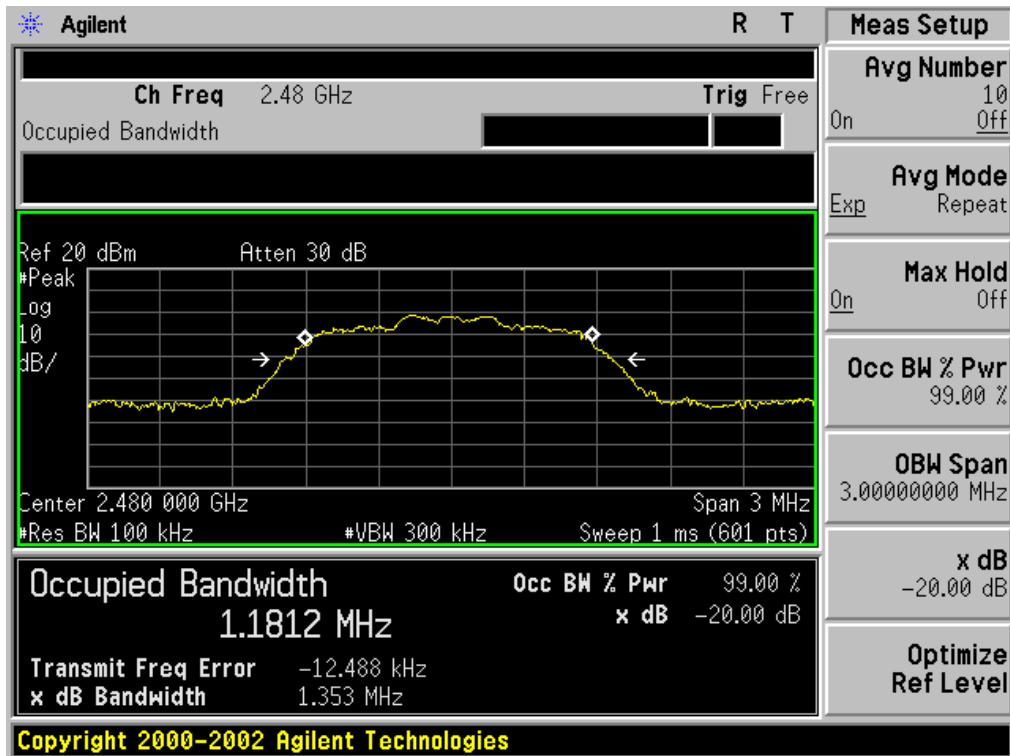 Agilent R T
Ch Freq 2.48 GHz Trig Free
Occupied Bandwidth
Ref 20 dBm Atten 30 dB
#Peak
Log
10
dB/
Center 2.480 000 GHz Span 3 MHz
#Res BW 100 kHz #VBW 300 kHz Sweep 1 ms (601 pts)
Occupied Bandwidth
1.1812 MHz
Occ BW % Pwr 99.00 %
x dB -20.00 dB
Transmit Freq Error -12.488 kHz
x dB Bandwidth 1.353 MHz
Copyright 2000-2002 Agilent Technologies
Meas Setup
Avg Number
10
On Off
Avg Mode
Exp Repeat
Max Hold
On Off
Occ BW % Pwr
99.00 %
OBW Span
3.00000000 MHz
x dB
-20.00 dB
Optimize
Ref Level